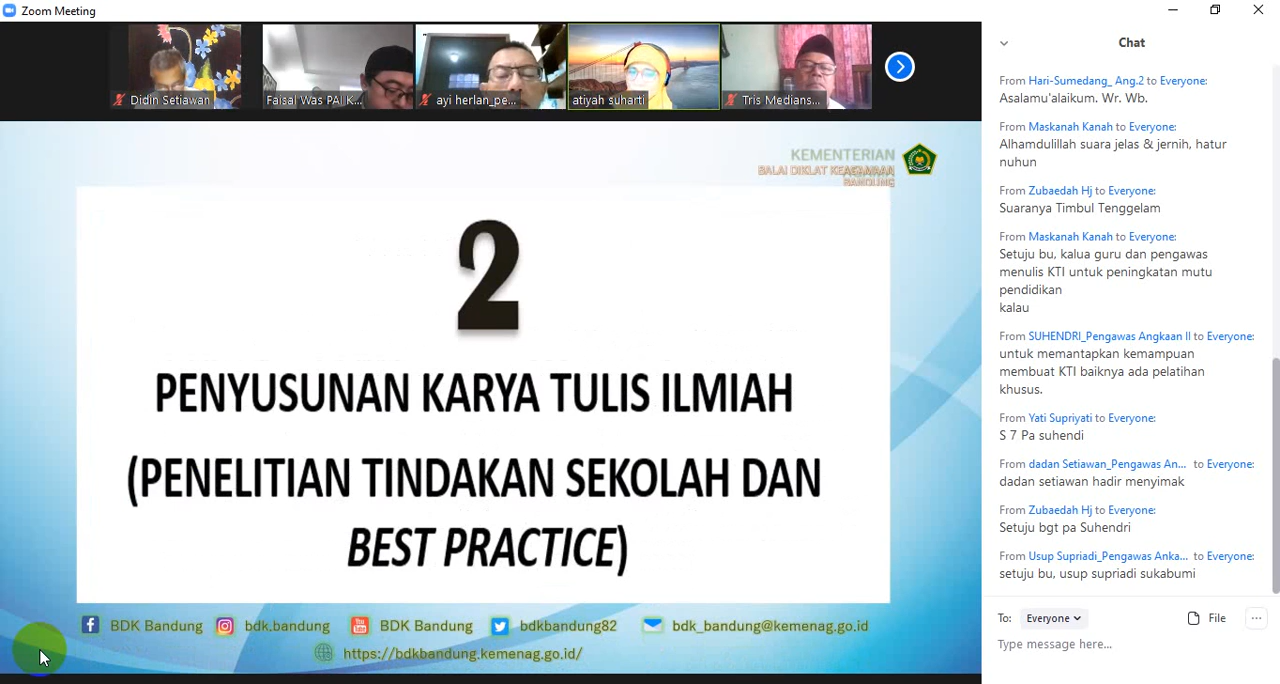 Zoom Meeting
Didin Setiawan
Faisal Was PAI K...
ayi herlan_pe...
atiyah suharti
Tris Medians...
KEMENTERIAN
BALAI DIKLAT KEAGAMAAN
BANDUNG
2
PENYUSUNAN KARYA TULIS ILMIAH
(PENELITIAN TINDAKAN SEKOLAH DAN
BEST PRACTICE)
BDK Bandung
bdk.bandung
BDK Bandung
bdkbandung82
bdk_bandung@kemenag.go.id
https://bdkbandung.kemenag.go.id/
Chat
From Hari-Sumedang_ Ang.2 to Everyone:
Asalamu'alaikum. Wr. Wb.
From Maskanah Kanah to Everyone:
Alhamdulillah suara jelas & jernih, hatur
nuhun
From Zubaedah Hj to Everyone:
Suaranya Timbul Tenggelam
From Maskanah Kanah to Everyone:
Setuju bu, kalua guru dan pengawas
menulis KTI untuk peningkatan mutu
pendidikan
kalau
From SUHENDRI_Pengawas Angkaan II to Everyone:
untuk memantapkan kemampuan
membuat KTI baiknya ada pelatihan
khusus.
From Yati Supriyati to Everyone:
S 7 Pa suhendi
From dadan Setiawan_Pengawas An... to Everyone:
dadan setiawan hadir menyimak
From Zubaedah Hj to Everyone:
Setuju bgt pa Suhendri
From Usup Supriadi_Pengawas Anka... to Everyone:
setuju bu, usup supriadi sukabumi
To: Everyone
File
Type message here...